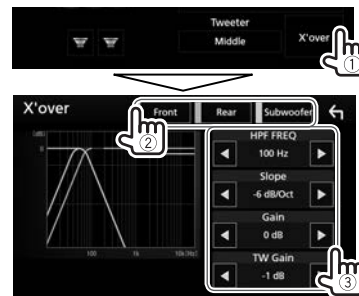 Tweeter
Middle
X'over
①
X'over
Front
Rear
Subwoofer
②
[dB]
0
100
1k
10k [Hz]
HPF FREQ
100 Hz
Slope
-6 dB/Oct
Gain
0 dB
TW Gain
-1 dB
③